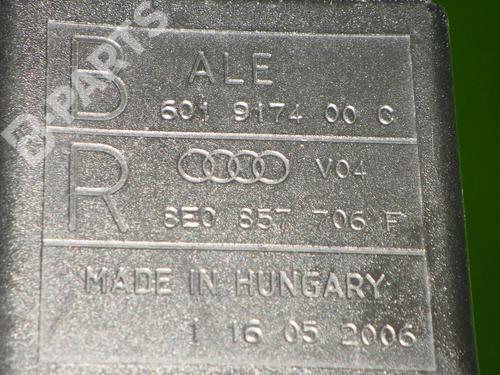 B ALE
601 9174 00 C
R V04
8E0 857 706 F
MADE IN HUNGARY
1 16 05 2006
B-PARTS